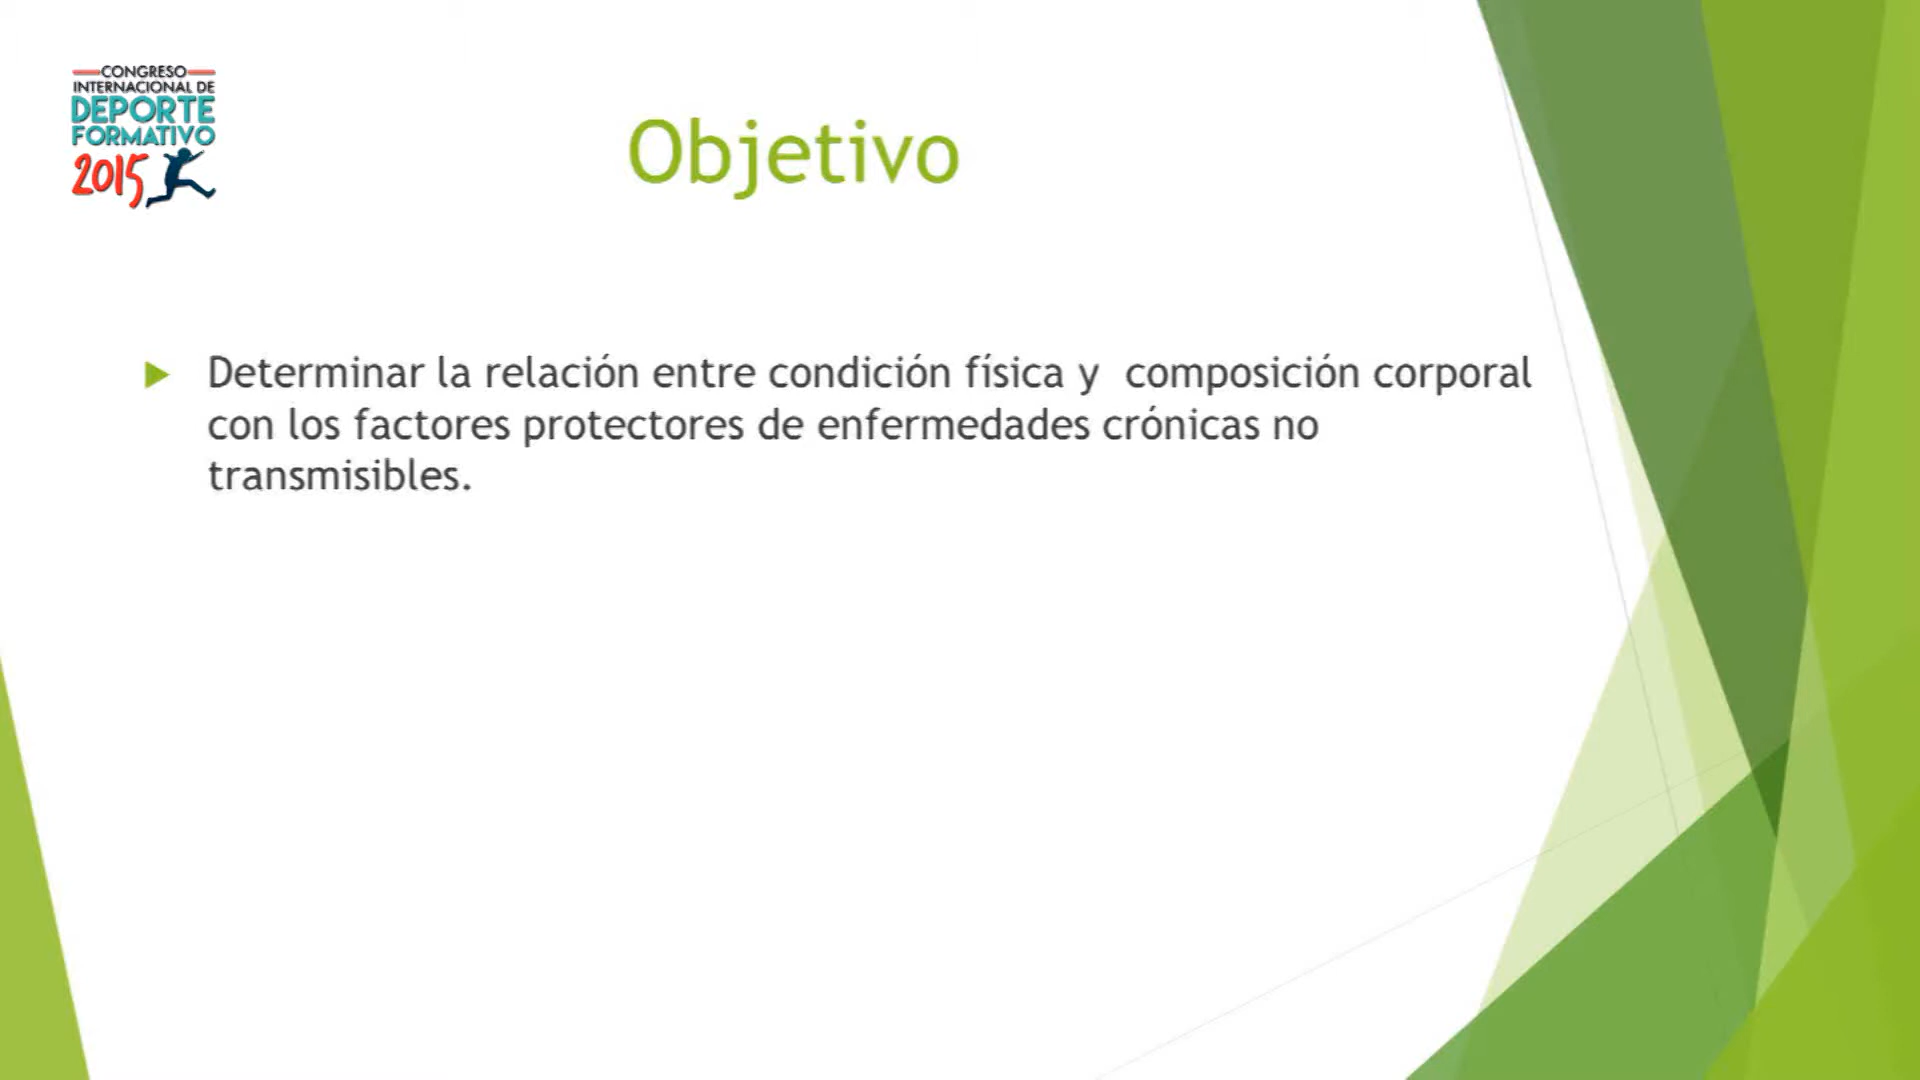 CONGRESO
INTERNACIONAL DE
DEPORTE
FORMATIVO
2015
Objetivo
Determinar la relación entre condición física y  composición corporal
con los factores protectores de enfermedades crónicas no
transmisibles.